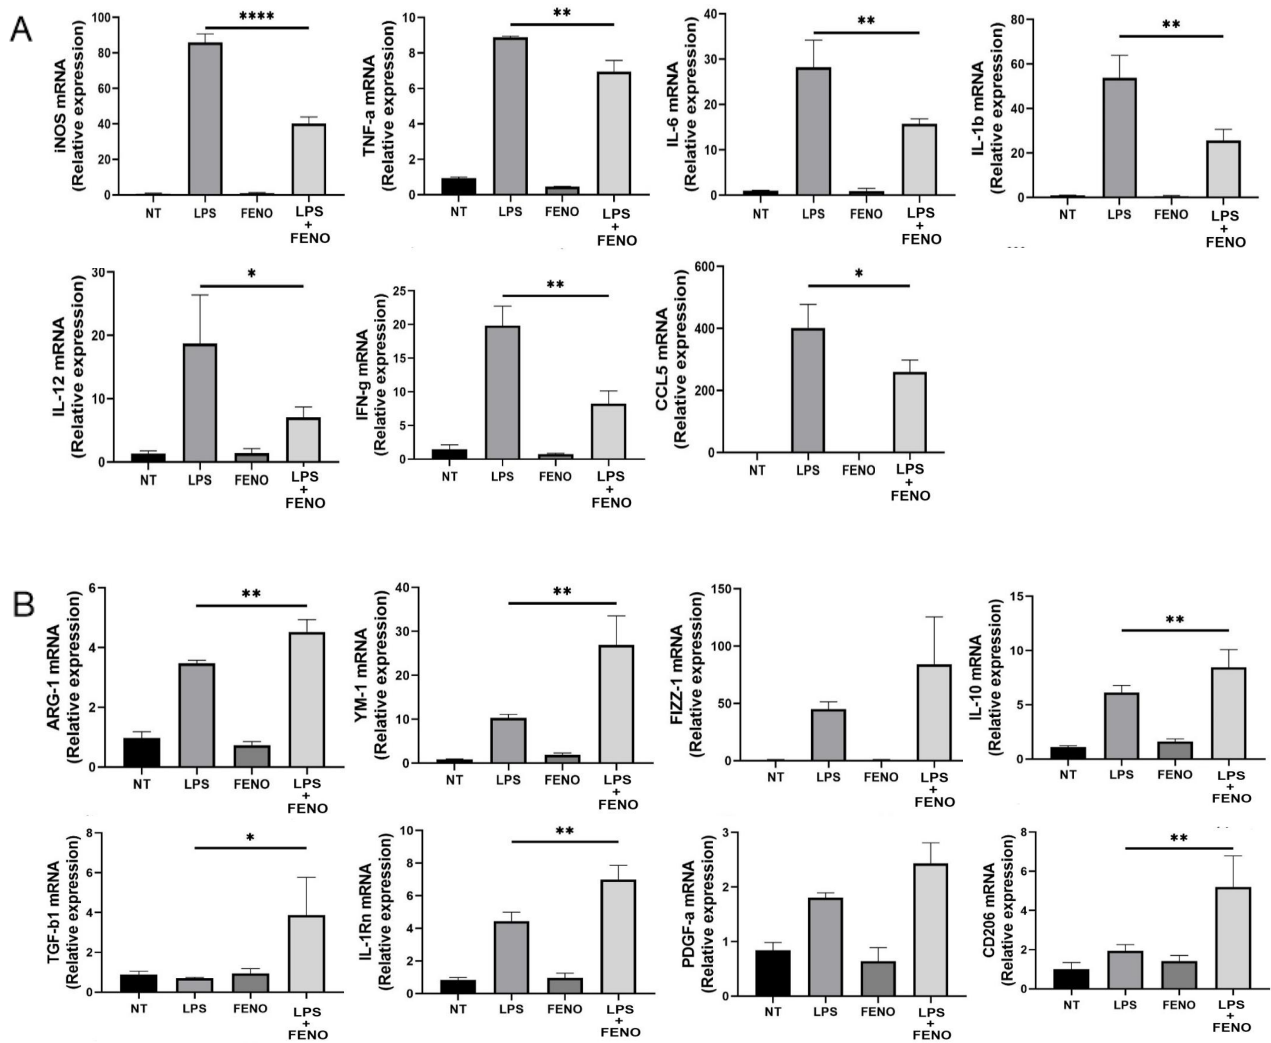 A
iNOS mRNA
(Relative expression)
100
80
60
40
20
0
****
NT
LPS
FENO
LPS
+
FENO
TNF-a mRNA
(Relative expression)
10
8
6
4
2
0
**
NT
LPS
FENO
LPS
+
FENO
IL-6 mRNA
(Relative expression)
40
30
20
10
0
**
NT
LPS
FENO
LPS
+
FENO
IL-1b mRNA
(Relative expression)
80
60
40
20
0
**
NT
LPS
FENO
LPS
+
FENO
IL-12 mRNA
(Relative expression)
30
20
10
0
*
NT
LPS
FENO
LPS
+
FENO
IFN-g mRNA
(Relative expression)
25
20
15
10
5
0
**
NT
LPS
FENO
LPS
+
FENO
CCL5 mRNA
(Relative expression)
600
400
200
0
*
NT
LPS
FENO
LPS
+
FENO
B
ARG-1 mRNA
(Relative expression)
6
4
2
0
**
NT
LPS
FENO
LPS
+
FENO
YM-1 mRNA
(Relative expression)
40
30
20
10
0
**
NT
LPS
FENO
LPS
+
FENO
FIZZ-1 mRNA
(Relative expression)
150
100
50
0
NT
LPS
FENO
LPS
+
FENO
IL-10 mRNA
(Relative expression)
15
10
5
0
**
NT
LPS
FENO
LPS
+
FENO
TGF-b1 mRNA
(Relative expression)
8
6
4
2
0
*
NT
LPS
FENO
LPS
+
FENO
IL-1Rn mRNA
(Relative expression)
10
8
6
4
2
0
**
NT
LPS
FENO
LPS
+
FENO
PDGF-a mRNA
(Relative expression)
3
2
1
0
NT
LPS
FENO
LPS
+
FENO
CD206 mRNA
(Relative expression)
8
6
4
2
0
**
NT
LPS
FENO
LPS
+
FENO